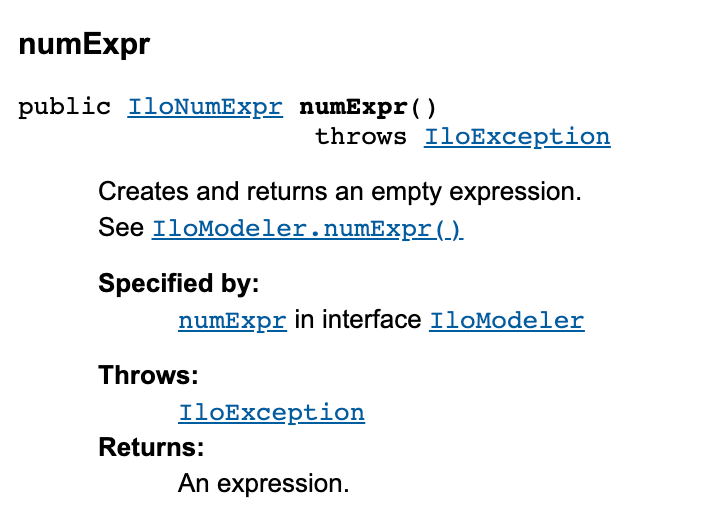 numExpr
public IloNumExpr numExpr()
throws IloException
Creates and returns an empty expression.
See IloModeler.numExpr()
Specified by:
numExpr in interface IloModeler
Throws:
IloException
Returns:
An expression.